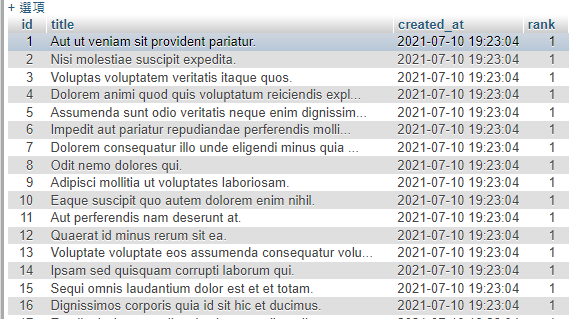 + 選項
id title created_at rank
1 Aut ut veniam sit provident pariatur. 2021-07-10 19:23:04 1
2 Nisi molestiae suscipit expedita. 2021-07-10 19:23:04 1
3 Voluptas voluptatem veritatis itaque quos. 2021-07-10 19:23:04 1
4 Dolorem animi quod quis voluptatum reiciendis expl... 2021-07-10 19:23:04 1
5 Assumenda sunt odio veritatis neque enim dignissim... 2021-07-10 19:23:04 1
6 Impedit aut pariatur repudiandae perferendis molli... 2021-07-10 19:23:04 1
7 Dolorem consequatur illo unde eligendi minus quia ... 2021-07-10 19:23:04 1
8 Odit nemo dolores qui. 2021-07-10 19:23:04 1
9 Adipisci mollitia ut voluptates laboriosam. 2021-07-10 19:23:04 1
10 Eaque suscipit quo autem dolorem enim nihil. 2021-07-10 19:23:04 1
11 Aut perferendis nam deserunt at. 2021-07-10 19:23:04 1
12 Quaerat id minus rerum sit ea. 2021-07-10 19:23:04 1
13 Voluptate voluptate eos assumenda consequatur volu... 2021-07-10 19:23:04 1
14 Ipsam sed quisquam corrupti laborum qui. 2021-07-10 19:23:04 1
15 Sequi omnis laudantium dolor est et et totam. 2021-07-10 19:23:04 1
16 Dignissimos corporis quia id sit hic et ducimus. 2021-07-10 19:23:04 1